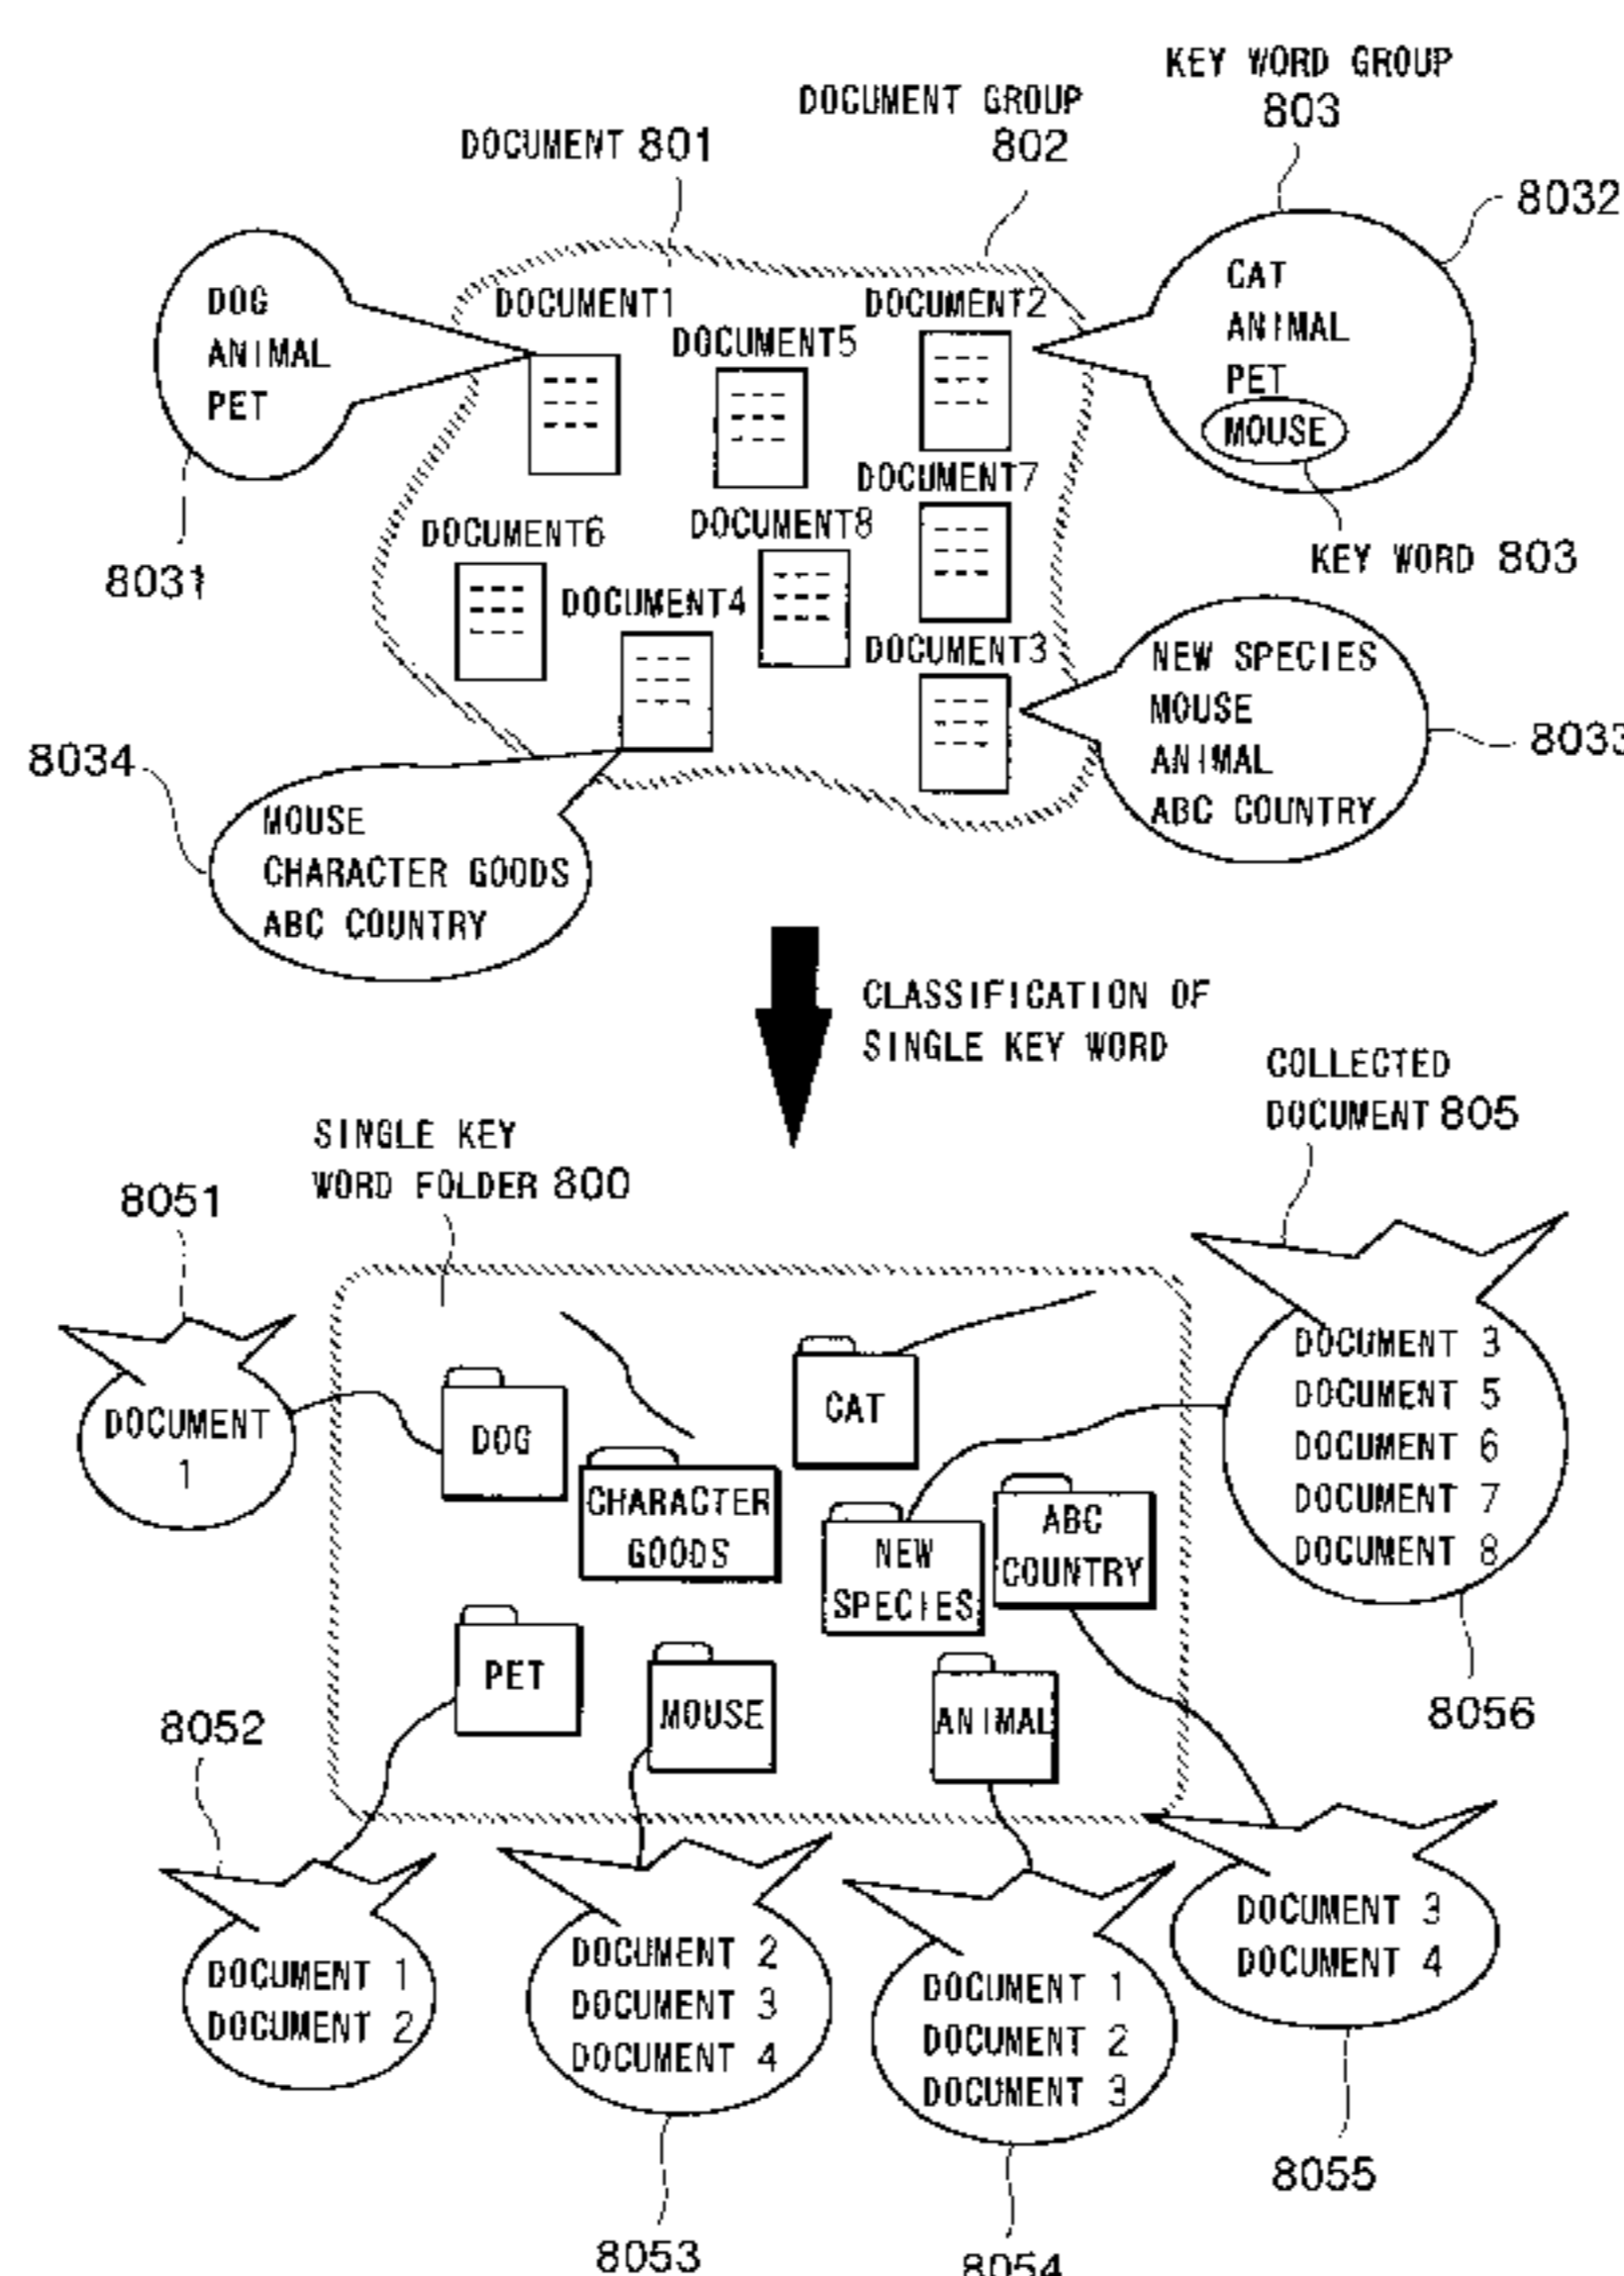 KEY WORD GROUP
803
DOCUMENT GROUP
802
DOCUMENT 801
8032
DOG
ANIMAL
PET
8031
CAT
ANIMAL
PET
MOUSE
KEY WORD 803
DOCUMENT1
DOCUMENT2
DOCUMENT5
DOCUMENT7
DOCUMENT6
DOCUMENT8
DOCUMENT4
DOCUMENT3
NEW SPECIES
MOUSE
ANIMAL
ABC COUNTRY
8033
8034
MOUSE
CHARACTER GOODS
ABC COUNTRY
CLASSIFICATION OF
SINGLE KEY WORD
COLLECTED
DOCUMENT 805
SINGLE KEY
WORD FOLDER 800
8051
DOCUMENT
1
DOG
CHARACTER
GOODS
CAT
NEW
SPECIES
ABC
COUNTRY
PET
MOUSE
ANIMAL
DOCUMENT 3
DOCUMENT 5
DOCUMENT 6
DOCUMENT 7
DOCUMENT 8
8056
8052
DOCUMENT 1
DOCUMENT 2
DOCUMENT 2
DOCUMENT 3
DOCUMENT 4
DOCUMENT 1
DOCUMENT 2
DOCUMENT 3
DOCUMENT 3
DOCUMENT 4
8055
8053
8054